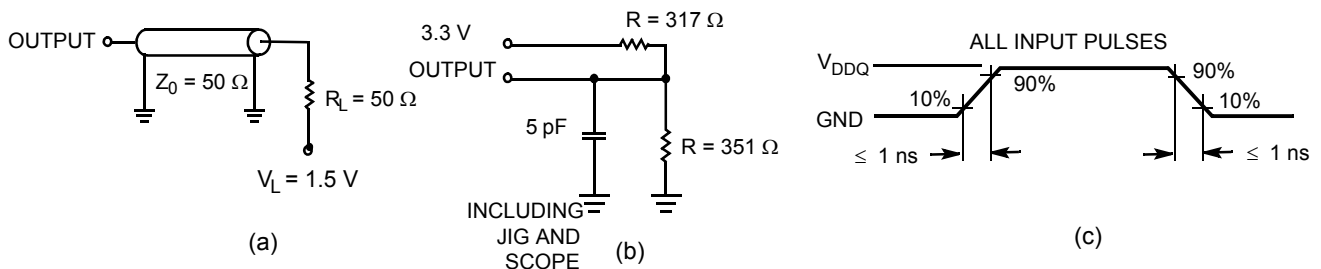 OUTPUT
Z0 = 50 Ω
RL = 50 Ω
VL = 1.5 V
(a)
3.3 V
OUTPUT
R = 317 Ω
5 pF
R = 351 Ω
INCLUDING
JIG AND
SCOPE
(b)
ALL INPUT PULSES
VDDQ
GND
10%
90%
90%
10%
≤ 1 ns
≤ 1 ns
(c)